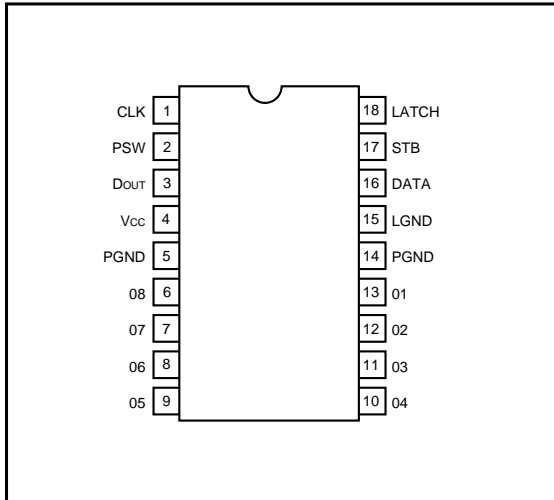 CLK 1 18 LATCH
PSW 2 17 STB
DOUT 3 16 DATA
VCC 4 15 LGND
PGND 5 14 PGND
08 6 13 01
07 7 12 02
06 8 11 03
05 9 10 04